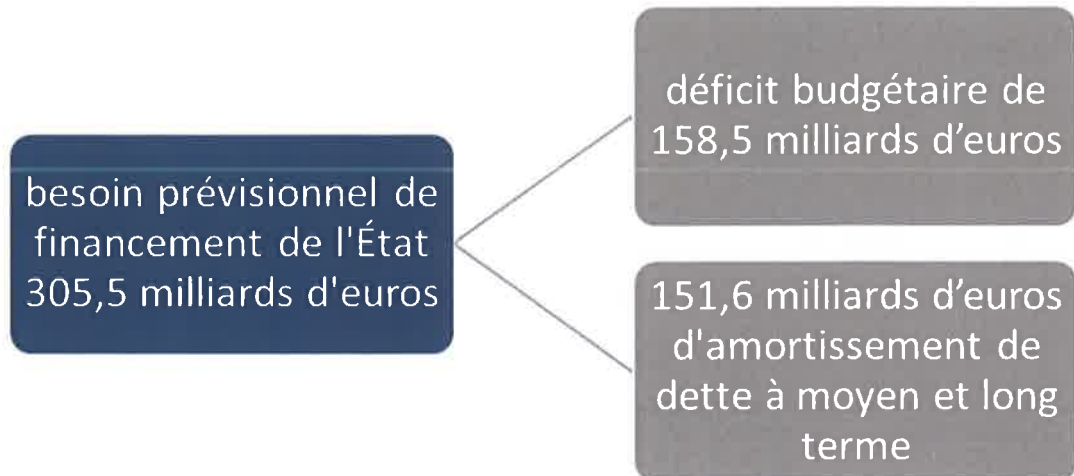 besoin prévisionnel de
financement de l'État
305,5 milliards d'euros
déficit budgétaire de
158,5 milliards d’euros
151,6 milliards d’euros
d'amortissement de
dette à moyen et long
terme